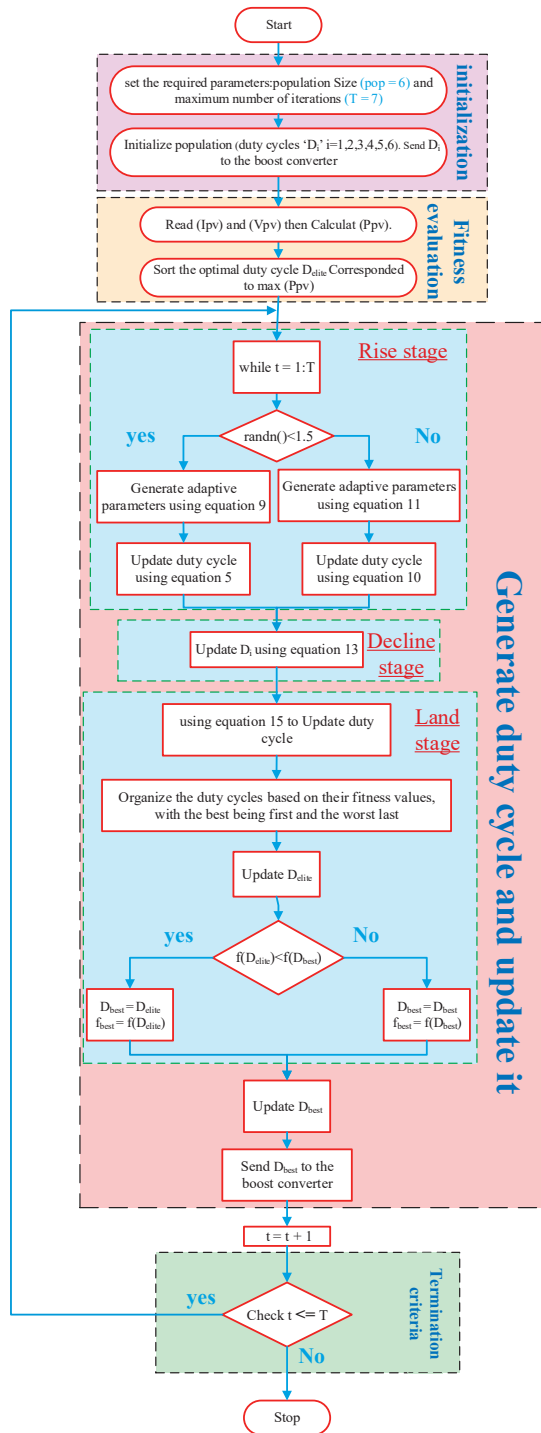 Start
set the required parameters:population Size (pop = 6) and
maximum number of iterations
(T = 7)
initialization
Initialize population (duty cycles ‘Di’ i=1,2,3,4,5,6). Send Di
to the boost converter
Read (Ipv) and (Vpv) then Calculat (Ppv).
Fitness
evaluation
Sort the optimal duty cycle Delite Corresponded
to max (Ppv)
Rise stage
while t = 1:T
yes
randn()<1.5
No
Generate adaptive
parameters using equation 9
Generate adaptive parameters
using equation 11
Update duty cycle
using equation 5
Update duty cycle
using equation 10
Update Di using equation 13
Decline
stage
using equation 15 to Update duty
cycle
Land
stage
Organize the duty cycles based on their fitness values,
with the best being first and the worst last
Update Delite
yes
f(Delite)<f(Dbest)
No
Dbest = Delite
fbest = f(Delite)
Dbest = Dbest
fbest = f(Dbest)
Generate duty cycle and update it
Update Dbest
Send Dbest to the
boost converter
t = t + 1
yes
Check t <= T
Termination
criteria
No
Stop